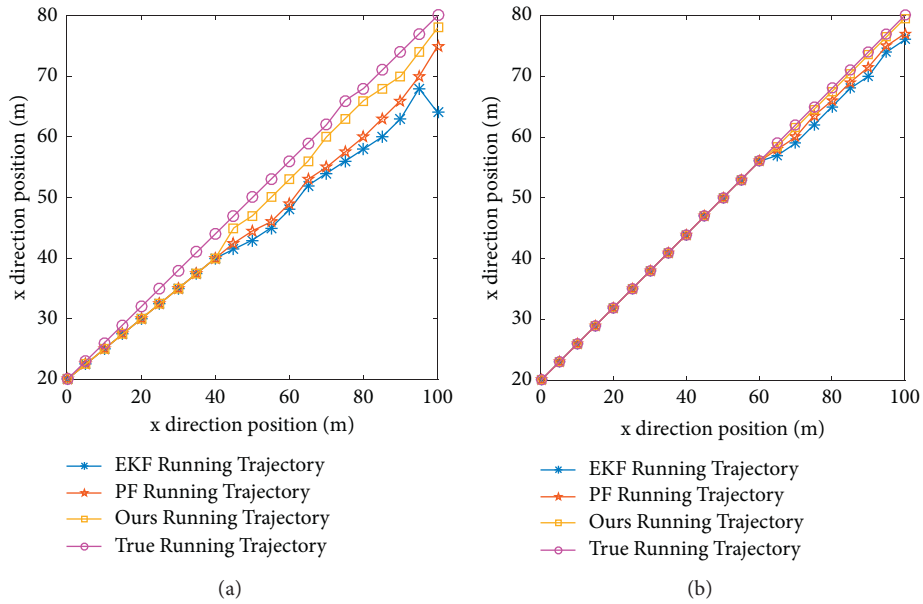 80
70
60
50
40
30
20
x direction position (m)
0
20
40
60
80
100
x direction position (m)
EKF Running Trajectory
PF Running Trajectory
Ours Running Trajectory
True Running Trajectory
(a)
80
70
60
50
40
30
20
x direction position (m)
0
20
40
60
80
100
x direction position (m)
EKF Running Trajectory
PF Running Trajectory
Ours Running Trajectory
True Running Trajectory
(b)